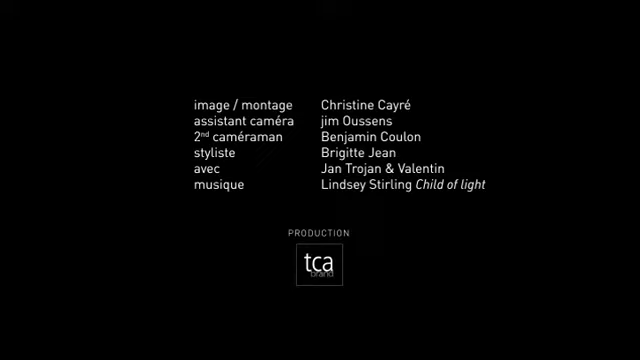 image / montage Christine Cayré
assistant caméra jim Oussens
2nd caméraman Benjamin Coulon
styliste Brigitte Jean
avec Jan Trojan & Valentin
musique Lindsey Stirling Child of light
PRODUCTION
tca
brand